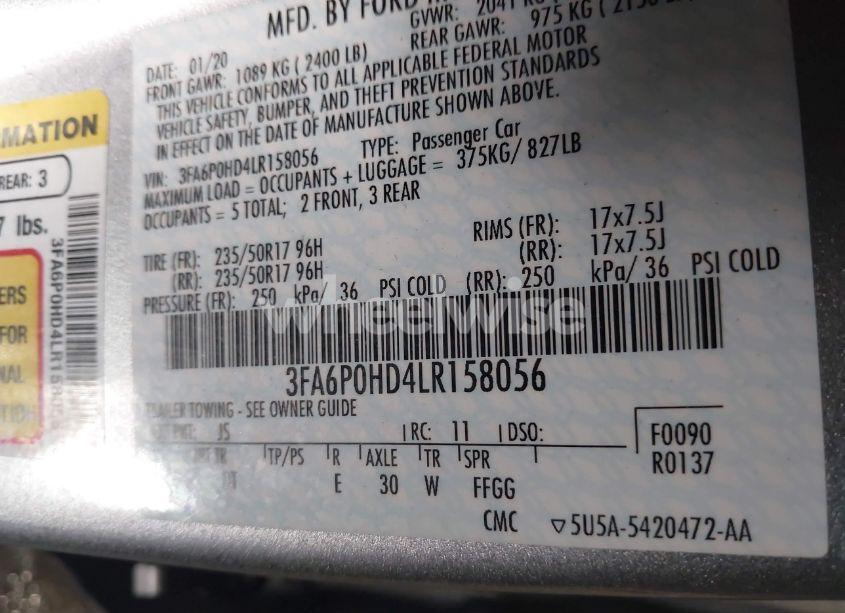 MFD. BY FORD
DATE: 01/20
GVWR: 2041 KG
FRONT GAWR: 1089 KG ( 2400 LB)
REAR GAWR: 975 KG (
THIS VEHICLE CONFORMS TO ALL APPLICABLE FEDERAL MOTOR
VEHICLE SAFETY, BUMPER, AND THEFT PREVENTION STANDARDS
IN EFFECT ON THE DATE OF MANUFACTURE SHOWN ABOVE.
VIN: 3FA6P0HD4LR158056 TYPE: Passenger Car
MAXIMUM LOAD = OCCUPANTS + LUGGAGE = 375KG/ 827LB
OCCUPANTS = 5 TOTAL; 2 FRONT, 3 REAR
TIRE (FR): 235/50R17 96H RIMS (FR): 17x7.5J
(RR): 235/50R17 96H (RR): 17x7.5J
PRESSURE (FR): 250 kPa/ 36 PSI COLD (RR): 250 kPa/ 36 PSI COLD
wheelwise
3FA6P0HD4LR158056
TRAILER TOWING - SEE OWNER GUIDE
JS RC: 11 DSO:
F0090
TR TP/PS R AXLE TR SPR
R0137
E 30 W FFGG
CMC ▽5U5A-5420472-AA
REAR: 3
lbs.
FOR
3FA6P0HD4LR158